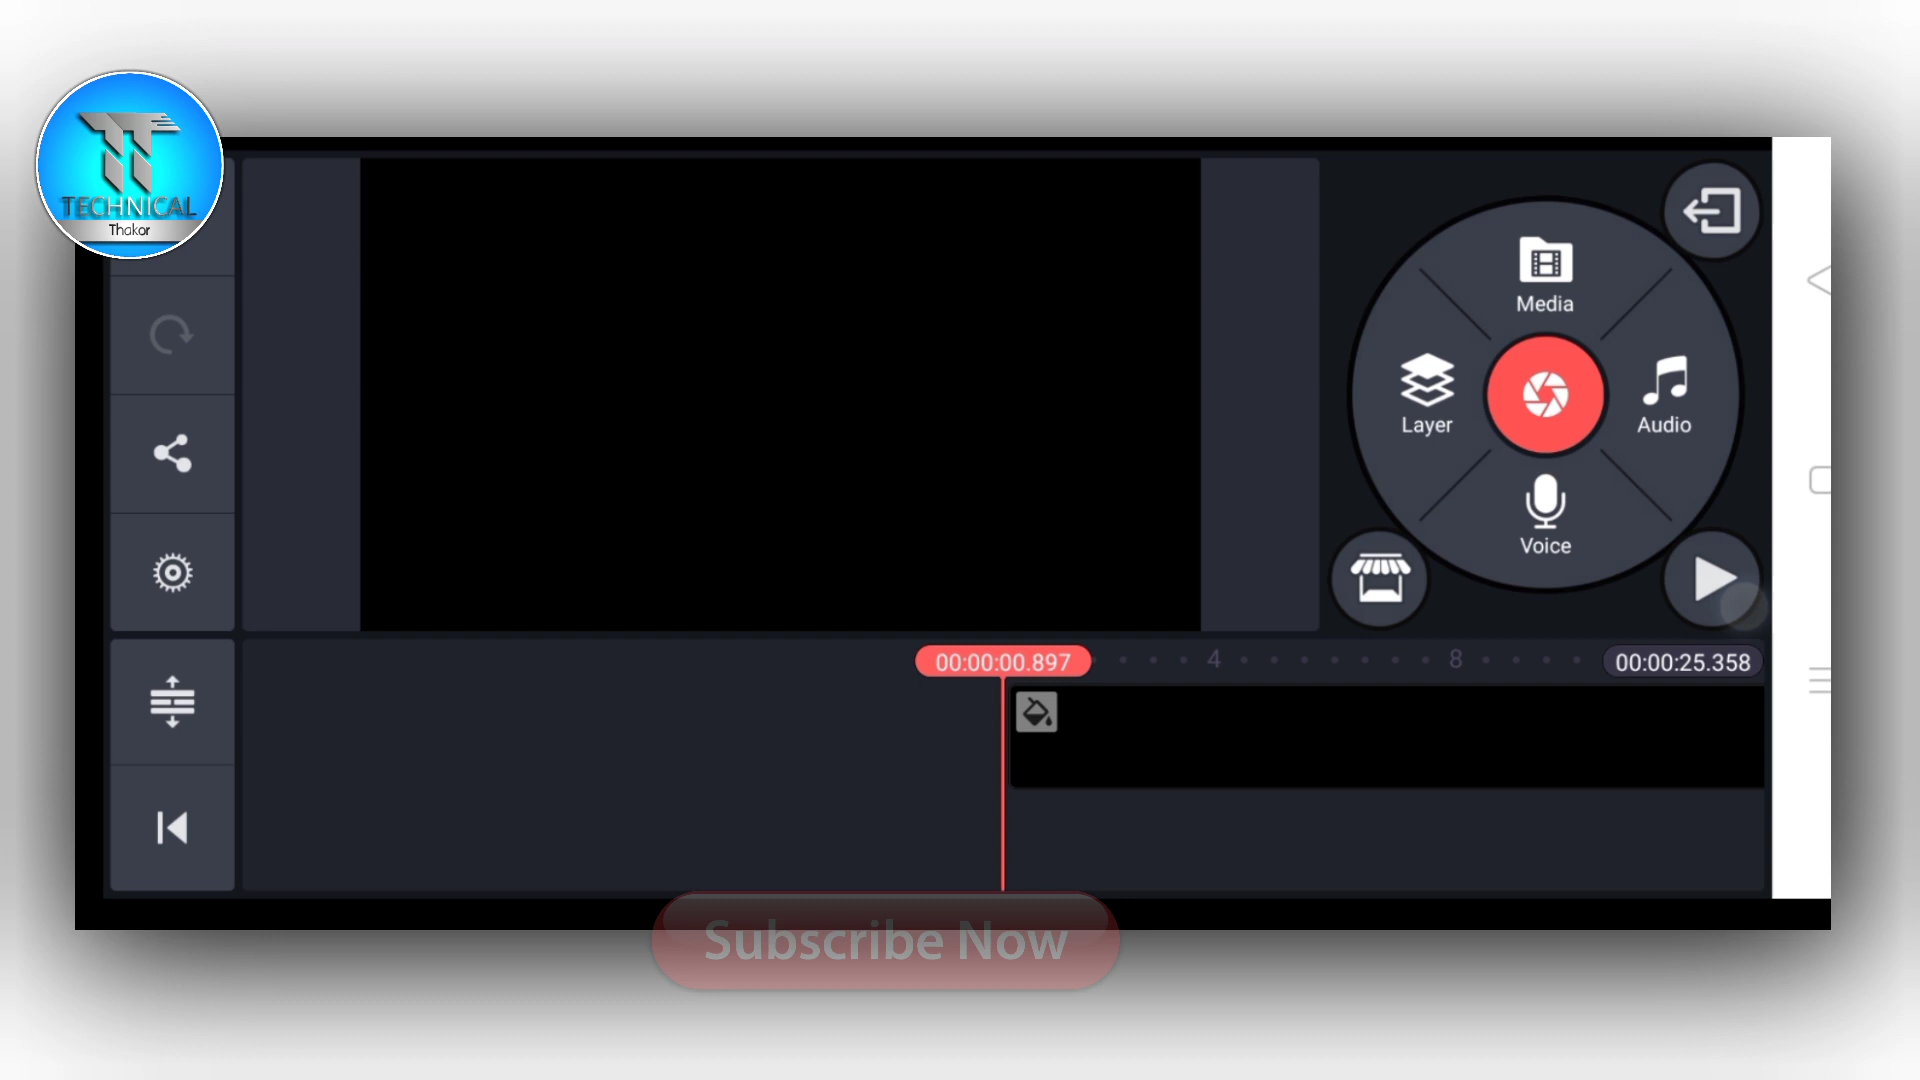 TECHNICAL
Thakor
Media
Layer
Audio
Voice
00:00:00.897
4
8
00:00:25.358
Subscribe Now